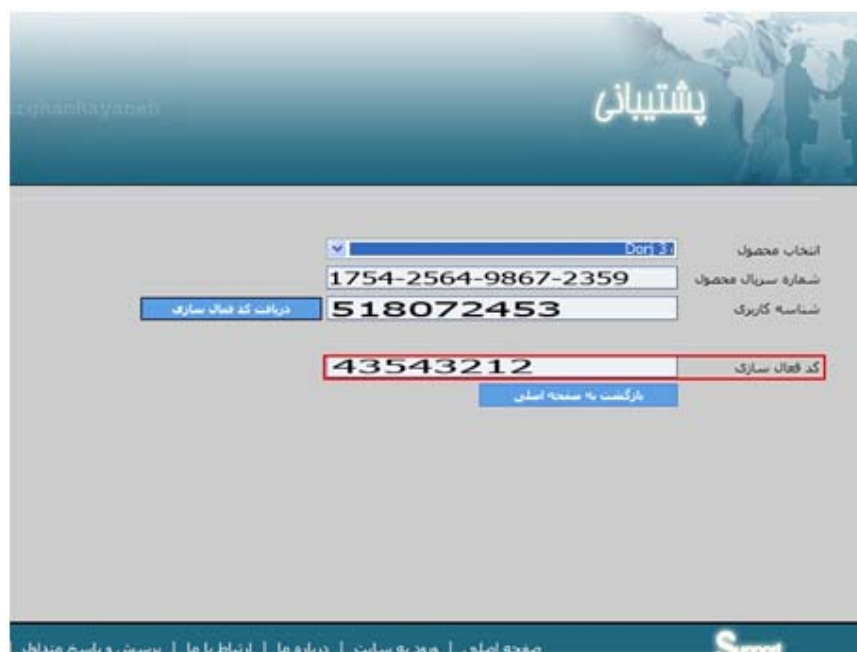 پشتیبانی
انتخاب محصول Dorj 3
شماره سریال محصول 1754-2564-9867-2359
شناسه کاربری 518072453 دریافت کد فعال سازی
کد فعال سازی 43543212
بازگشت به صفحه اصلی
Support صفحه اصلی | ورود به سایت | درباره ما | ارتباط با ما | پرسش و پاسخ متداول